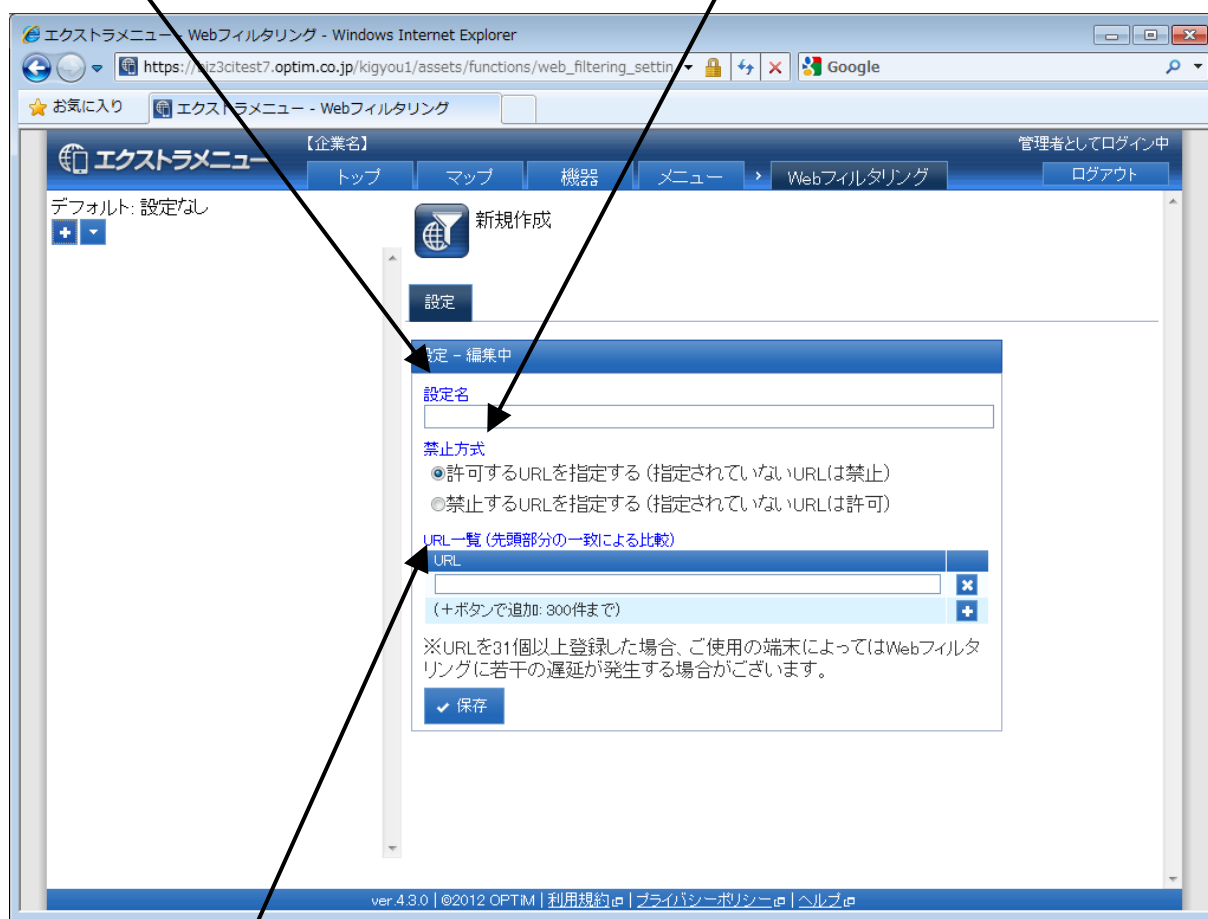 エクストラメニュー - Webフィルタリング - Windows Internet Explorer
https://biz3citest7.optim.co.jp/kigyou1/assets/functions/web_filtering_settin
Google
お気に入り
エクストラメニュー - Webフィルタリング
エクストラメニュー
【企業名】
管理者としてログイン中
トップ
マップ
機器
メニュー
›
Webフィルタリング
ログアウト
デフォルト: 設定なし
新規作成
設定
設定 - 編集中
設定名
禁止方式
許可するURLを指定する (指定されていないURLは禁止)
禁止するURLを指定する (指定されていないURLは許可)
URL一覧 (先頭部分の一致による比較)
URL
(+ボタンで追加: 300件まで)
※URLを31個以上登録した場合、ご使用の端末によってはWebフィルタ
リングに若干の遅延が発生する場合がございます。
保存
ver.4.3.0 | ©2012 OPTiM | 利用規約 | プライバシーポリシー | ヘルプ